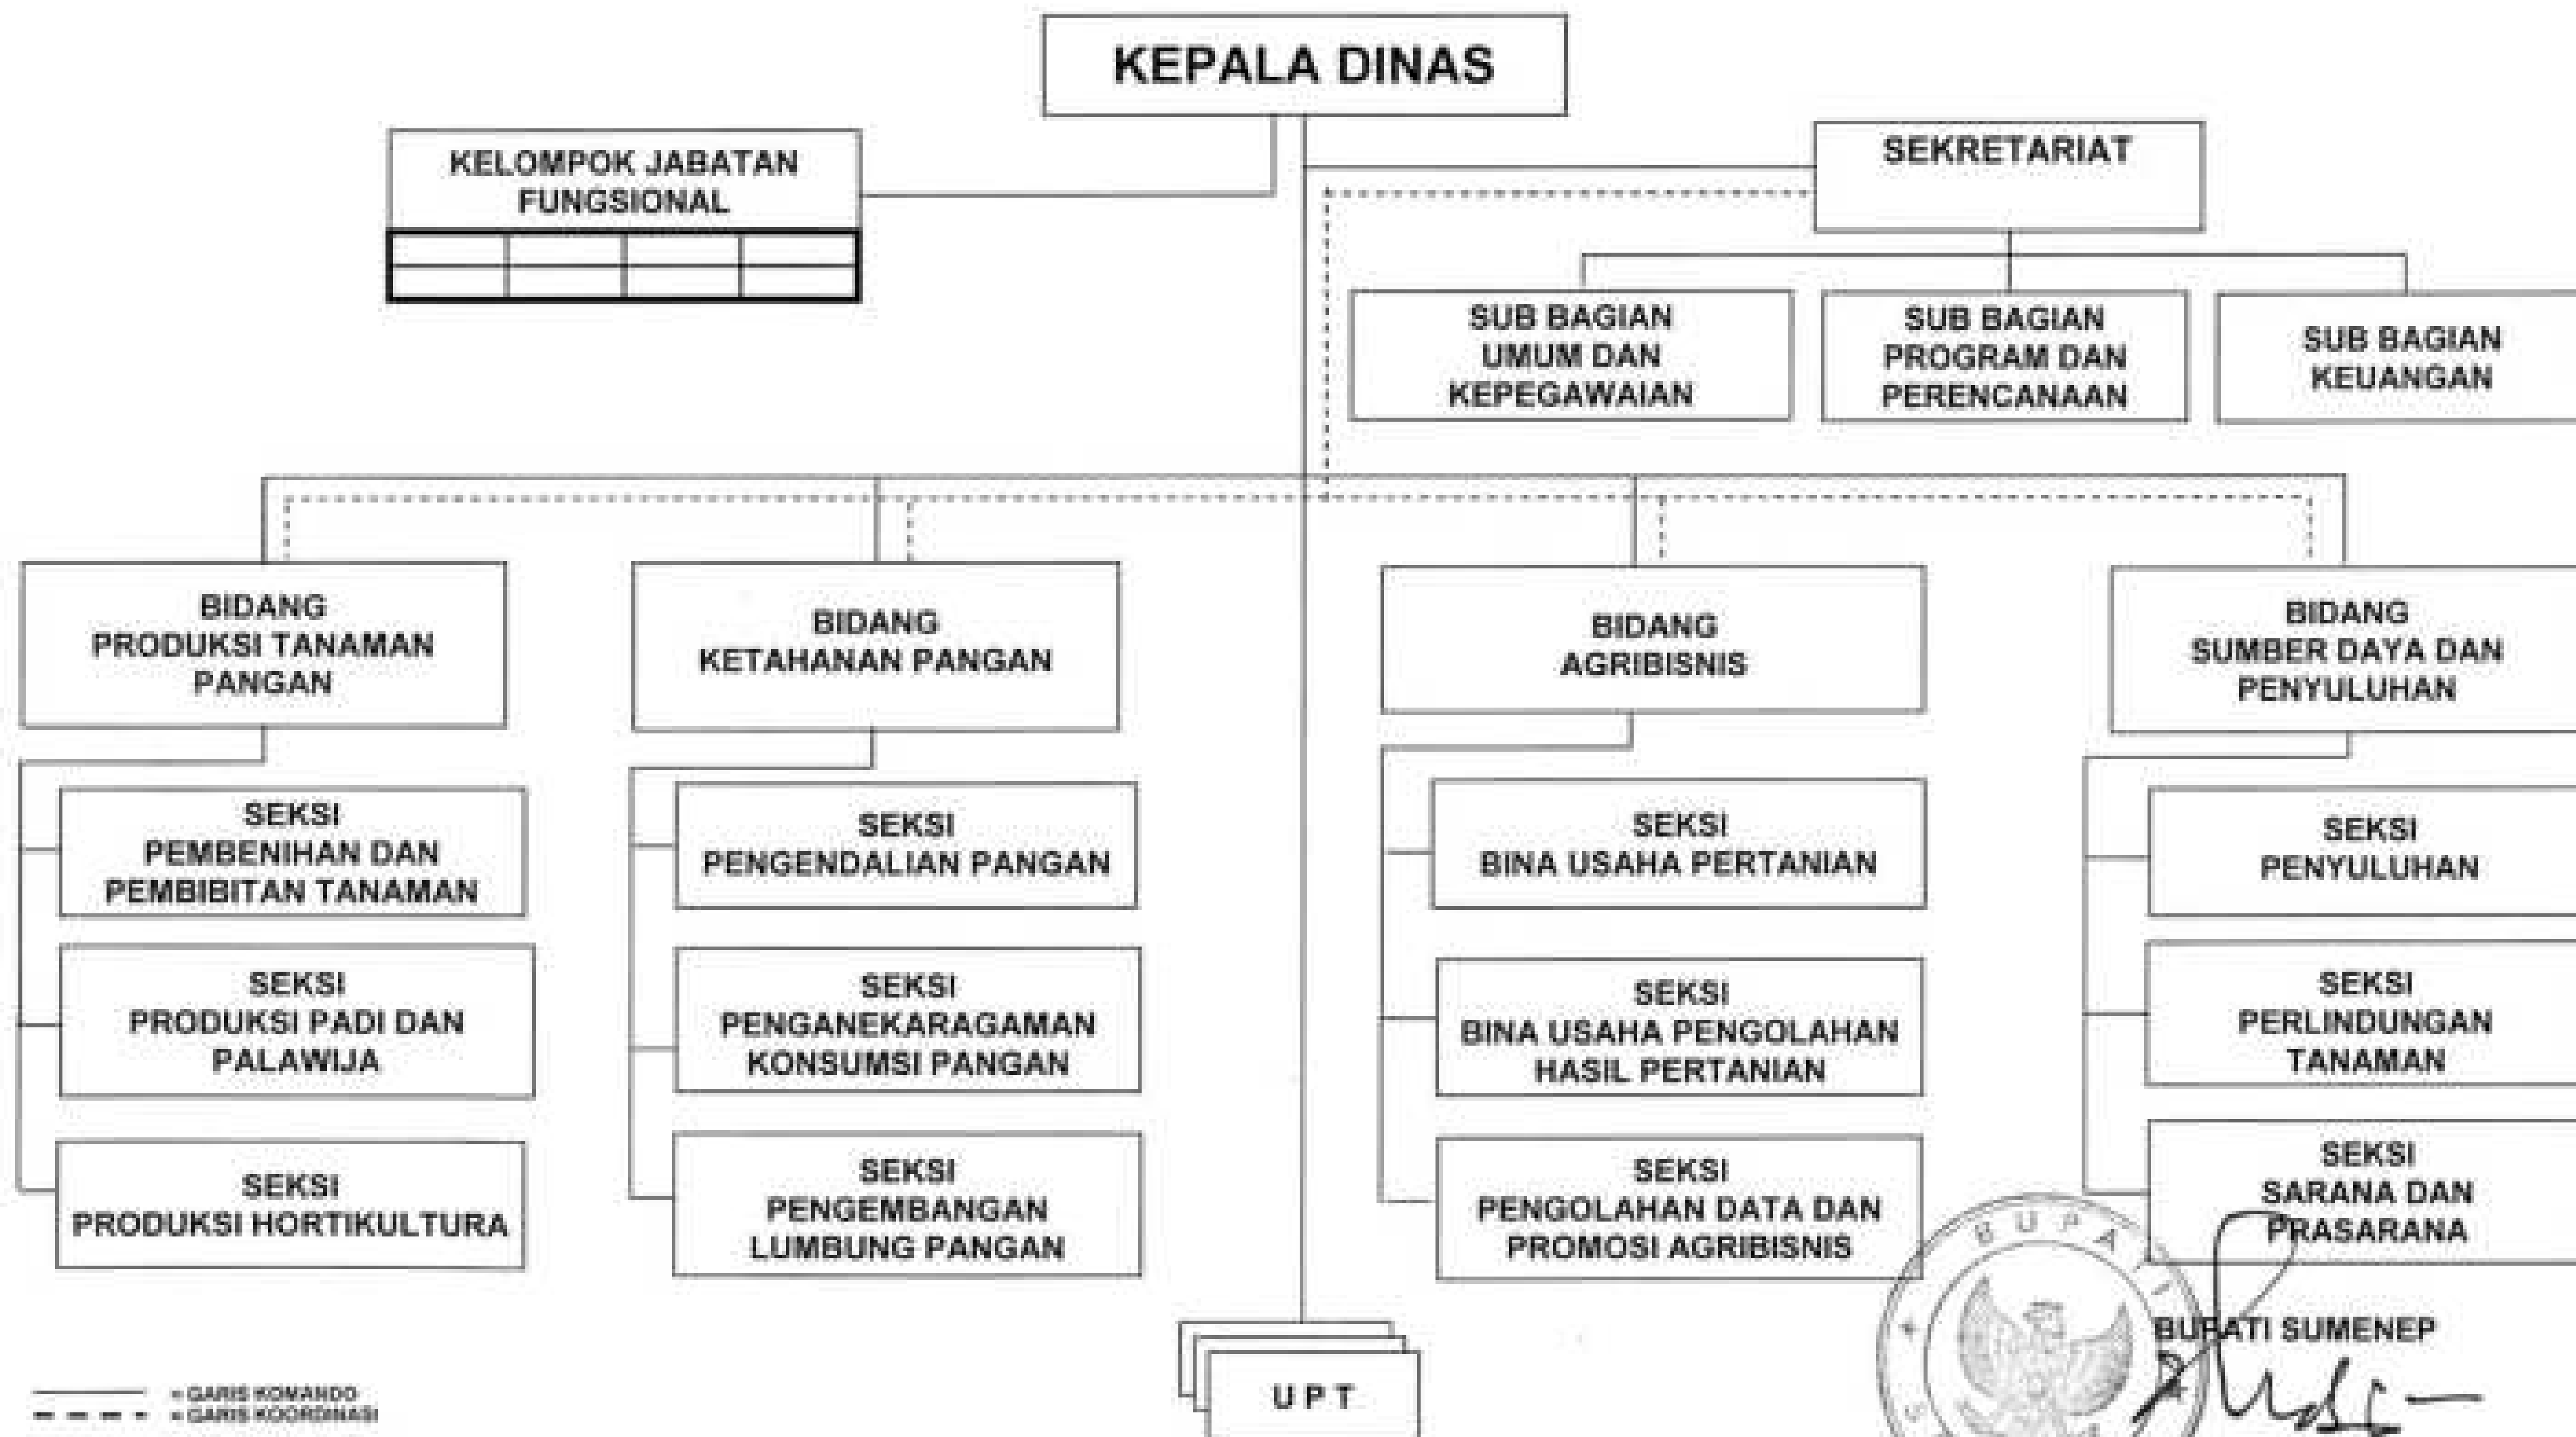 KEPALA DINAS
KELOMPOK JABATAN
FUNGSIONAL
SEKRETARIAT
SUB BAGIAN
UMUM DAN
KEPEGAWAIAN
SUB BAGIAN
PROGRAM DAN
PERENCANAAN
SUB BAGIAN
KEUANGAN
BIDANG
PRODUKSI TANAMAN
PANGAN
BIDANG
KETAHANAN PANGAN
BIDANG
AGRIBISNIS
BIDANG
SUMBER DAYA DAN
PENYULUHAN
SEKSI
PEMBENIHAN DAN
PEMBIBITAN TANAMAN
SEKSI
PRODUKSI PADI DAN
PALAWIJA
SEKSI
PRODUKSI HORTIKULTURA
SEKSI
PENGENDALIAN PANGAN
SEKSI
PENGANEKARAGAMAN
KONSUMSI PANGAN
SEKSI
PENGEMBANGAN
LUMBUNG PANGAN
SEKSI
BINA USAHA PERTANIAN
SEKSI
BINA USAHA PENGOLAHAN
HASIL PERTANIAN
SEKSI
PENGOLAHAN DATA DAN
PROMOSI AGRIBISNIS
SEKSI
PENYULUHAN
SEKSI
PERLINDUNGAN
TANAMAN
SEKSI
SARANA DAN
PRASARANA
U P T
BUPATI
BUPATI SUMENEP
= GARIS KOMANDO
= GARIS KOORDINASI